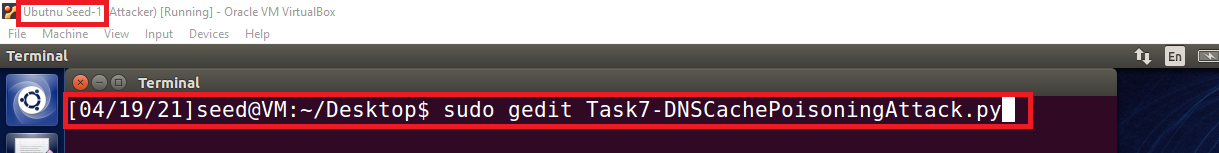 Ubutnu Seed-1 (Attacker) [Running] - Oracle VM VirtualBox
File Machine View Input Devices Help
Terminal En
Terminal
[04/19/21]seed@VM:~/Desktop$ sudo gedit Task7-DNSCachePoisoningAttack.py